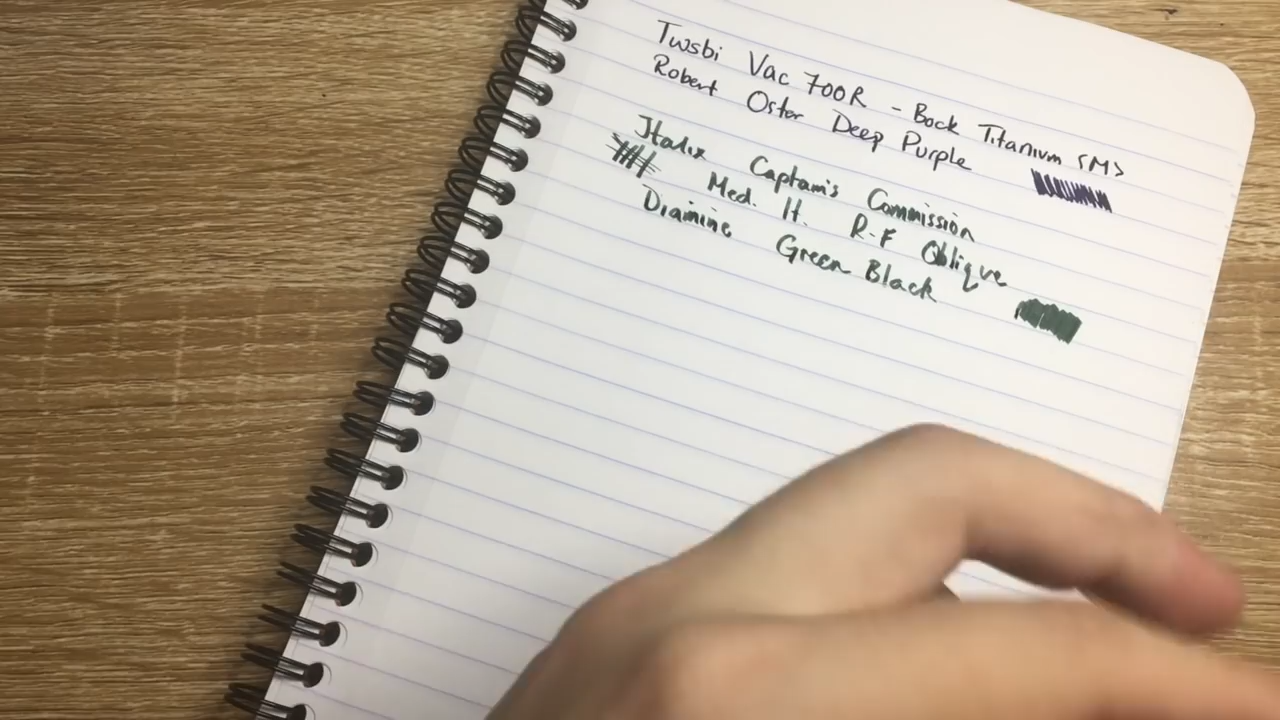 Twsbi Vac 700R - Bock Titanium <M>
Robert Oster Deep Purple
Italix Captain's Commission
Med. It. R-F Oblique
Diamine Green Black